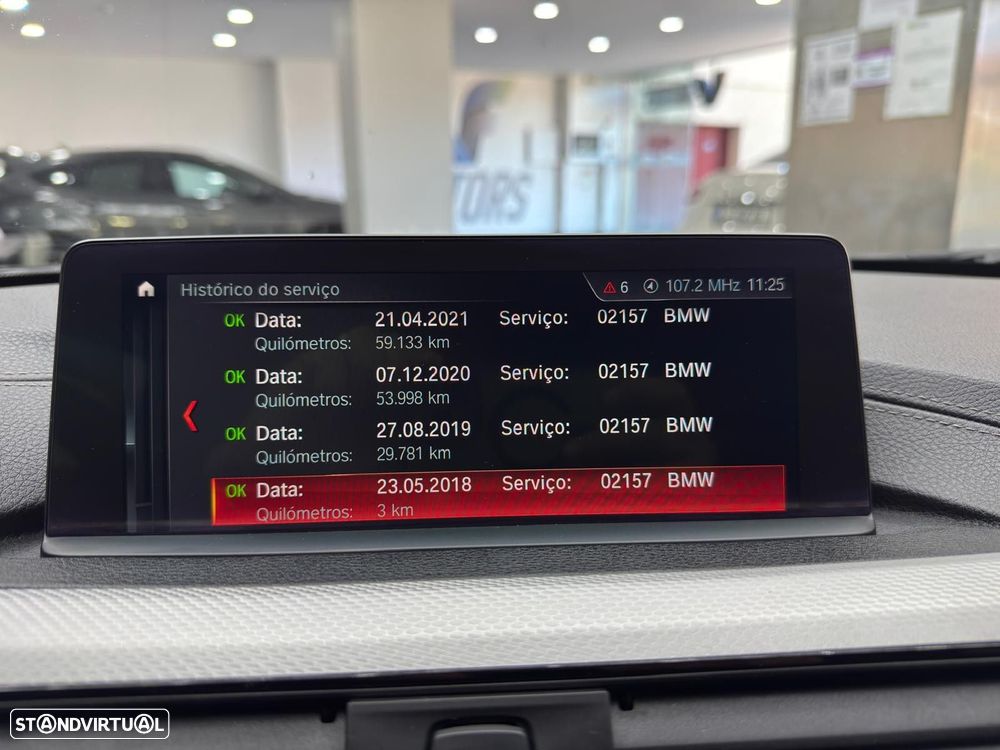 TORS
Histórico do serviço
6 107.2 MHz 11:25
OK Data: 21.04.2021 Serviço: 02157 BMW
Quilómetros: 59.133 km
OK Data: 07.12.2020 Serviço: 02157 BMW
Quilómetros: 53.998 km
OK Data: 27.08.2019 Serviço: 02157 BMW
Quilómetros: 29.781 km
OK Data: 23.05.2018 Serviço: 02157 BMW
Quilómetros: 3 km
STANDVIRTUAL